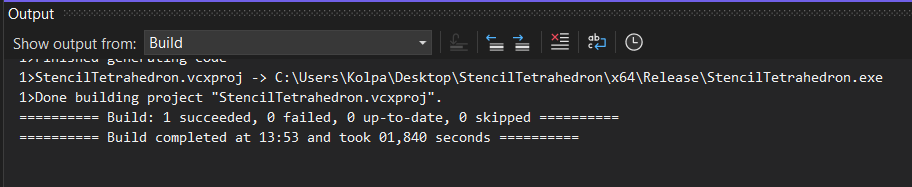 Output
Show output from: Build
1>Finished generating code
1>StencilTetrahedron.vcxproj -> C:\Users\Kolpa\Desktop\StencilTetrahedron\x64\Release\StencilTetrahedron.exe
1>Done building project "StencilTetrahedron.vcxproj".
========== Build: 1 succeeded, 0 failed, 0 up-to-date, 0 skipped ==========
========== Build completed at 13:53 and took 01,840 seconds ==========